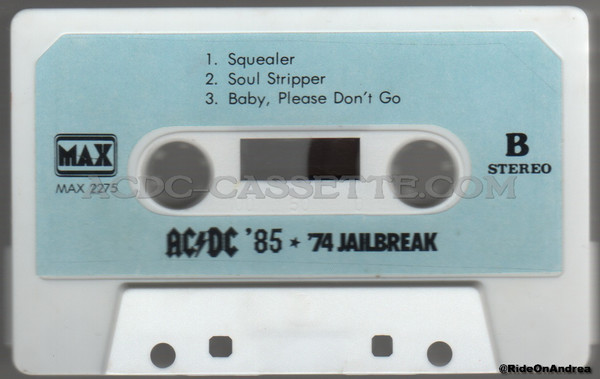 1. Squealer
2. Soul Stripper
3. Baby, Please Don't Go
MAX
MAX 2275
B
STEREO
ACDC-CASSETTE.COM
AC⚡DC '85 ★ '74 JAILBREAK
@RideOnAndrea